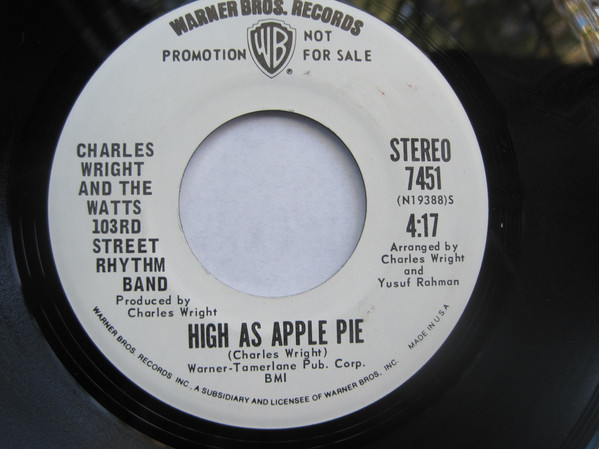 WARNER BROS. RECORDS
PROMOTION NOT FOR SALE
WB
®
CHARLES
WRIGHT
AND THE
WATTS
103RD
STREET
RHYTHM
BAND
Produced by
Charles Wright
STEREO
7451
(N19388)S
4:17
Arranged by
Charles Wright
and
Yusuf Rahman
HIGH AS APPLE PIE
(Charles Wright)
Warner-Tamerlane Pub. Corp.
BMI
WARNER BROS. RECORDS INC., A SUBSIDIARY AND LICENSEE OF WARNER BROS. INC.
MADE IN U.S.A.